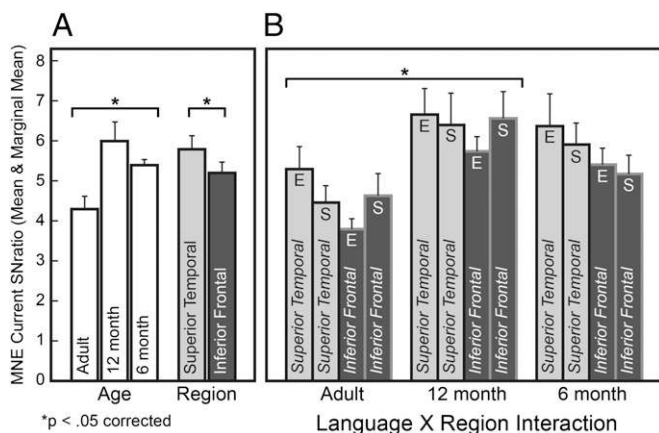 A
B
MNE Current SNratio (Mean & Marginal Mean)
8
7
6
5
4
3
2
1
0
*
*
*
Adult
12 month
6 month
Superior Temporal
Inferior Frontal
E
Superior Temporal
S
Superior Temporal
E
Inferior Frontal
S
Inferior Frontal
E
Superior Temporal
S
Superior Temporal
E
Inferior Frontal
S
Inferior Frontal
E
Superior Temporal
S
Superior Temporal
E
Inferior Frontal
S
Inferior Frontal
Age
Region
Adult
12 month
6 month
*p < .05 corrected
Language X Region Interaction